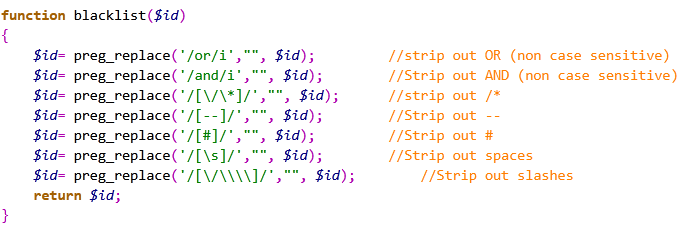 function blacklist($id)
{
    $id= preg_replace('/or/i',"", $id);         //strip out OR (non case sensitive)
    $id= preg_replace('/and/i',"", $id);        //Strip out AND (non case sensitive)
    $id= preg_replace('/[\/\*]/',"", $id);      //strip out /*
    $id= preg_replace('/[--]/',"", $id);        //Strip out --
    $id= preg_replace('/[#]/',"", $id);         //Strip out #
    $id= preg_replace('/[\s]/',"", $id);        //Strip out spaces
    $id= preg_replace('/[\/\\\\]/',"", $id);        //Strip out slashes
    return $id;
}